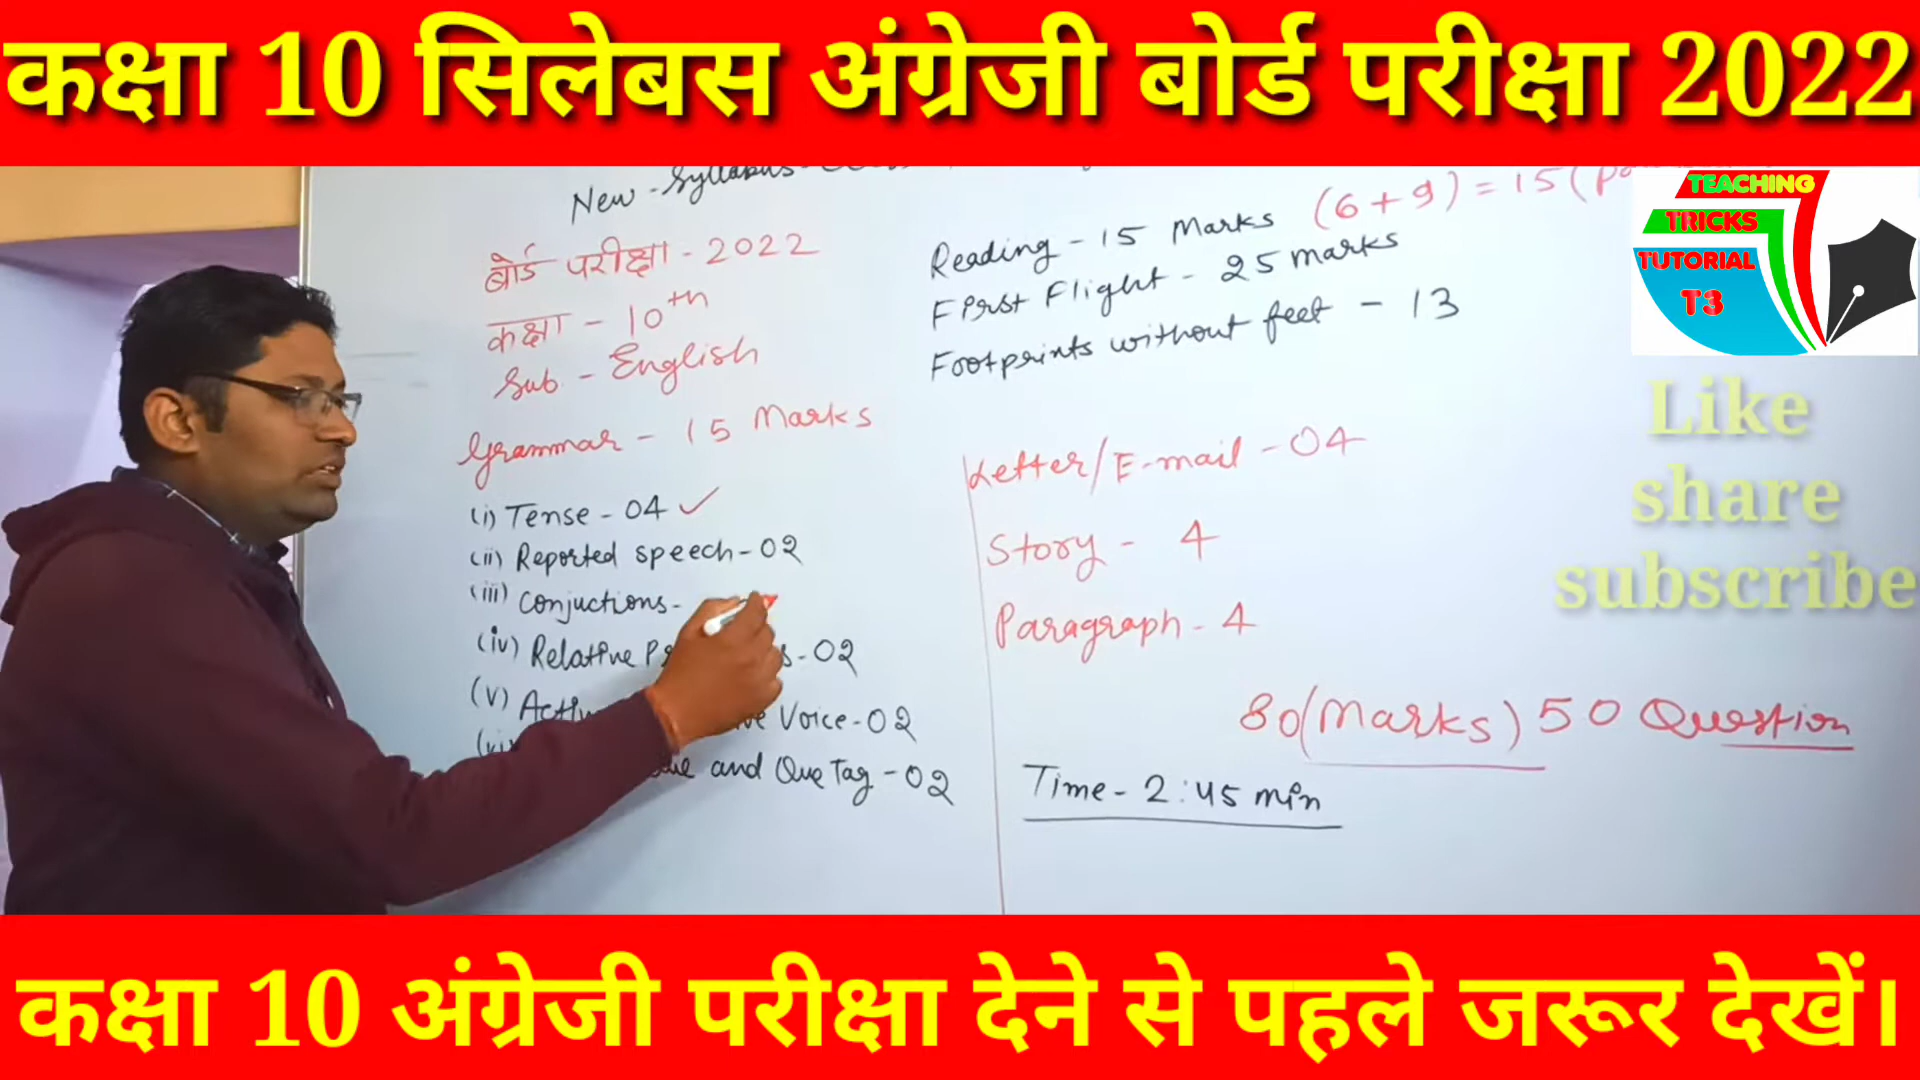 कक्षा 10 सिलेबस अंग्रेजी बोर्ड परीक्षा 2022
New - Syllabus
बोर्ड परीक्षा - 2022
कक्षा - 10th
Sub - English
Grammar - 15 Marks
(i) Tense - 04 ✓
(ii) Reported speech - 02
(iii) Conjuctions -
(iv) Relative - 02
(v) Voice - 02
and Que Tag - 02
Reading - 15 Marks (6+9) = 15 (
First Flight - 25 marks
Footprints without feet - 13
Letter/E-mail - 04
Story - 4
Paragraph - 4
80 (Marks) 50 Question
Time - 2:45 min
TEACHING
TRICKS
TUTORIAL
T3
Like
share
subscribe
कक्षा 10 अंग्रेजी परीक्षा देने से पहले जरूर देखें।